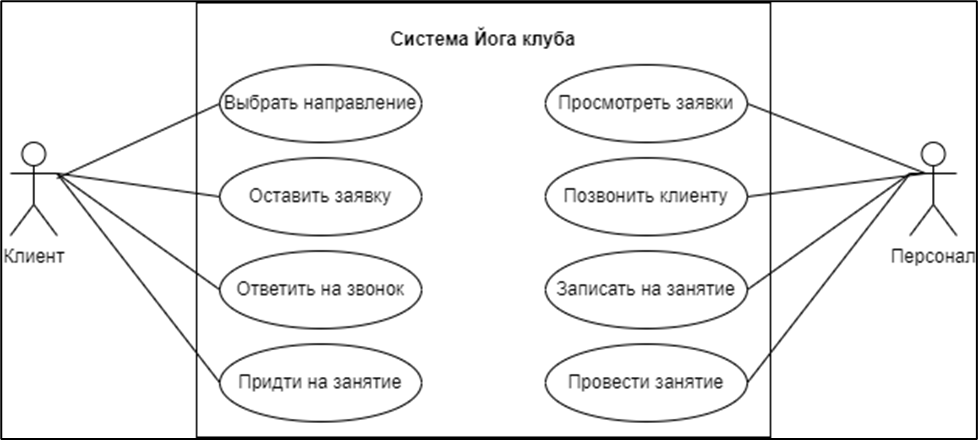 Система Йога клуба
Выбрать направление
Просмотреть заявки
Оставить заявку
Позвонить клиенту
Клиент
Персонал
Ответить на звонок
Записать на занятие
Придти на занятие
Провести занятие